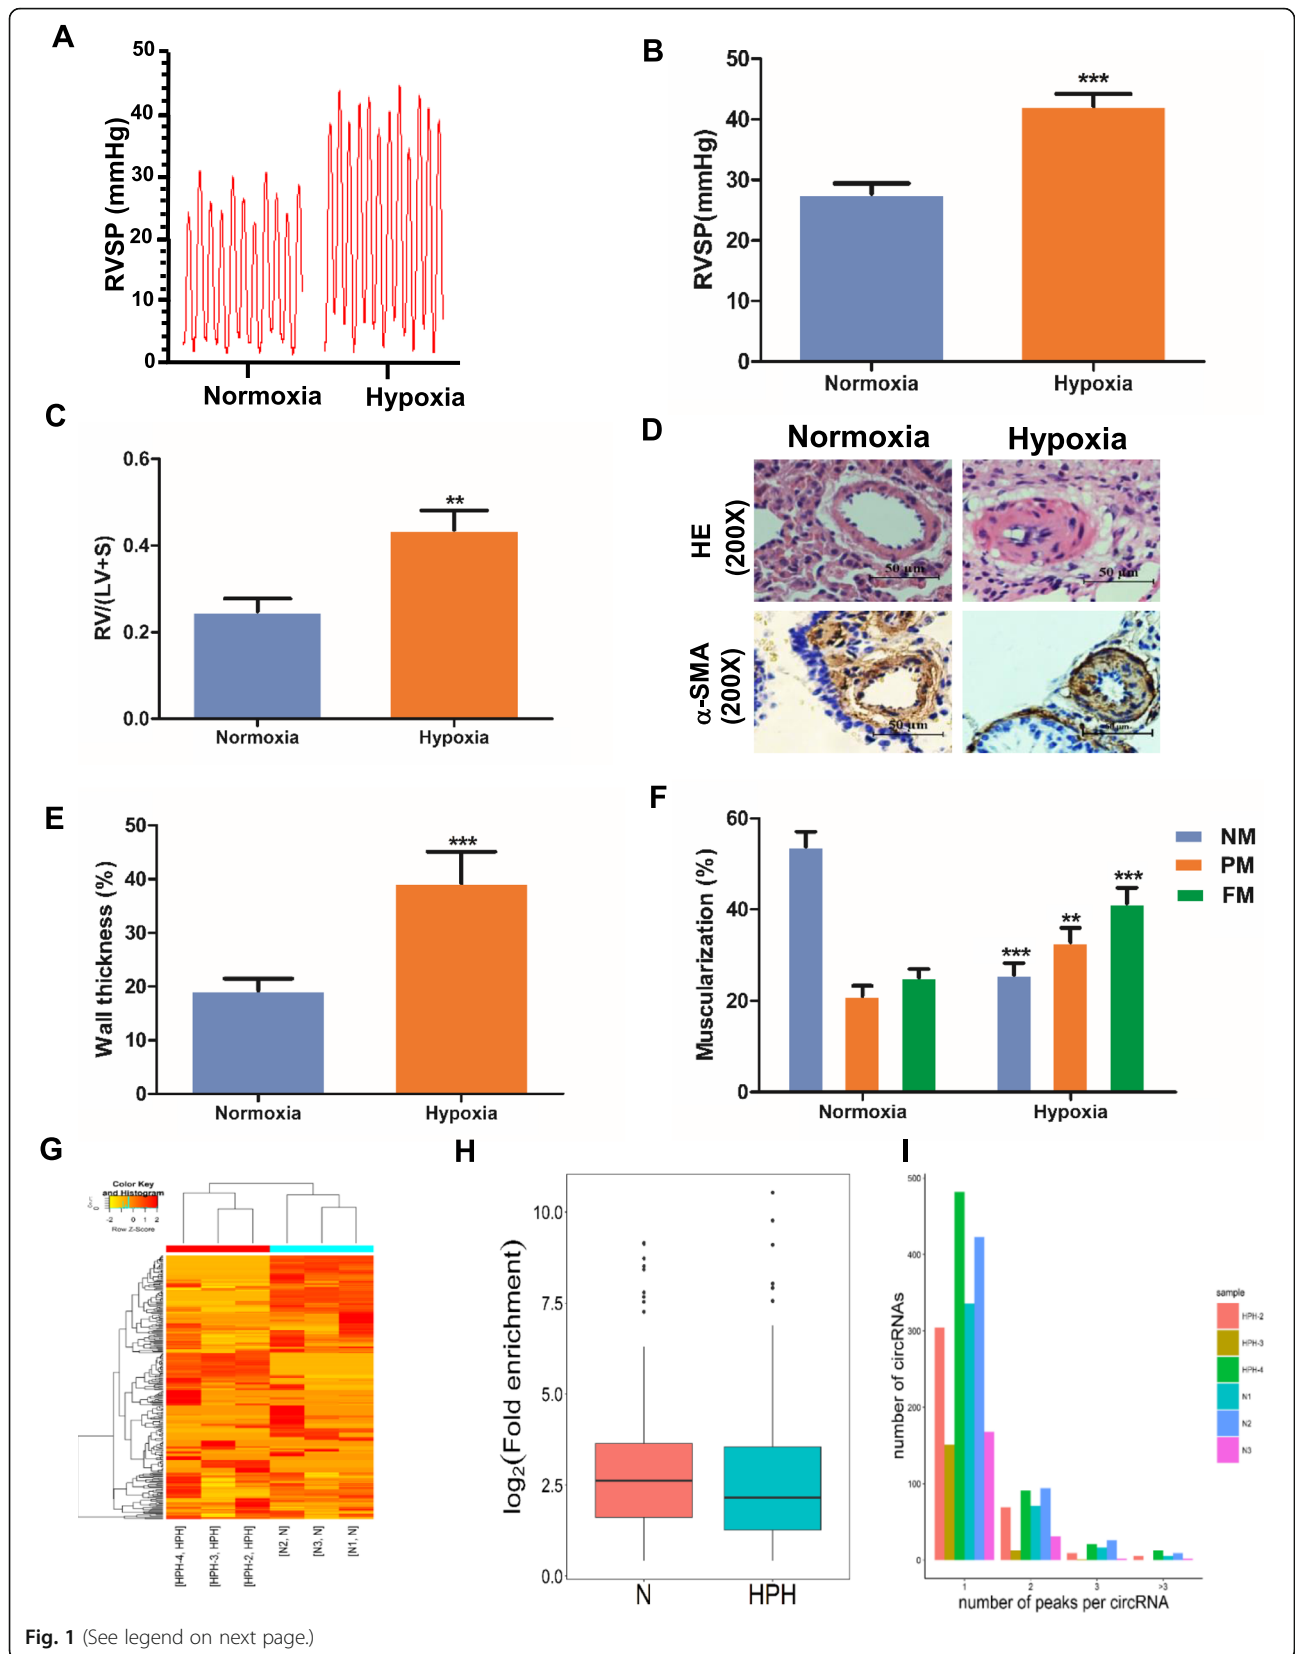 A
50
40
30
20
10
0
RVSP (mmHg)
Normoxia
Hypoxia
B
50
40
30
20
10
0
RVSP(mmHg)
***
Normoxia
Hypoxia
C
0.6
0.4
0.2
0.0
RV/(LV+S)
**
Normoxia
Hypoxia
D
Normoxia
Hypoxia
HE
(200X)
50 μm
50 μm
α-SMA
(200X)
50 μm
50 μm
E
50
40
30
20
10
0
Wall thickness (%)
***
Normoxia
Hypoxia
F
60
40
20
0
Muscularization (%)
***
**
***
NM
PM
FM
Normoxia
Hypoxia
G
Color Key
and Histogram
0
-2 0 1 2
Row Z-Score
[HPH-4, HPH]
[HPH-3, HPH]
[HPH-2, HPH]
[N2, N]
[N3, N]
[N1, N]
H
10.0
7.5
5.0
2.5
0.0
log2(Fold enrichment)
N
HPH
I
500
400
300
200
100
0
number of circRNAs
1
2
3
>3
number of peaks per circRNA
sample
HPH-2
HPH-3
HPH-4
N1
N2
N3
Fig. 1 (See legend on next page.)